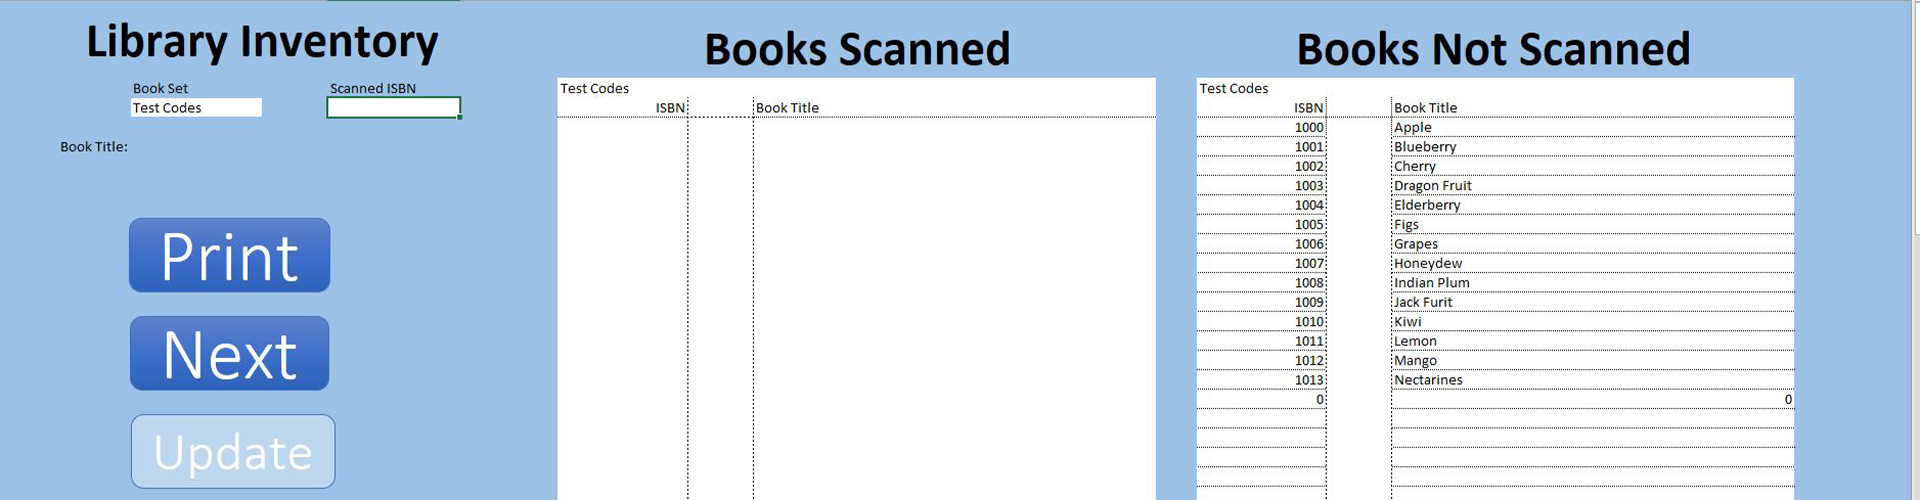 Library Inventory
Book Set
Scanned ISBN
Test Codes
Book Title:
Print
Next
Update
Books Scanned
Test Codes
ISBN Book Title
Books Not Scanned
Test Codes
ISBN Book Title
1000 Apple
1001 Blueberry
1002 Cherry
1003 Dragon Fruit
1004 Elderberry
1005 Figs
1006 Grapes
1007 Honeydew
1008 Indian Plum
1009 Jack Furit
1010 Kiwi
1011 Lemon
1012 Mango
1013 Nectarines
0 0